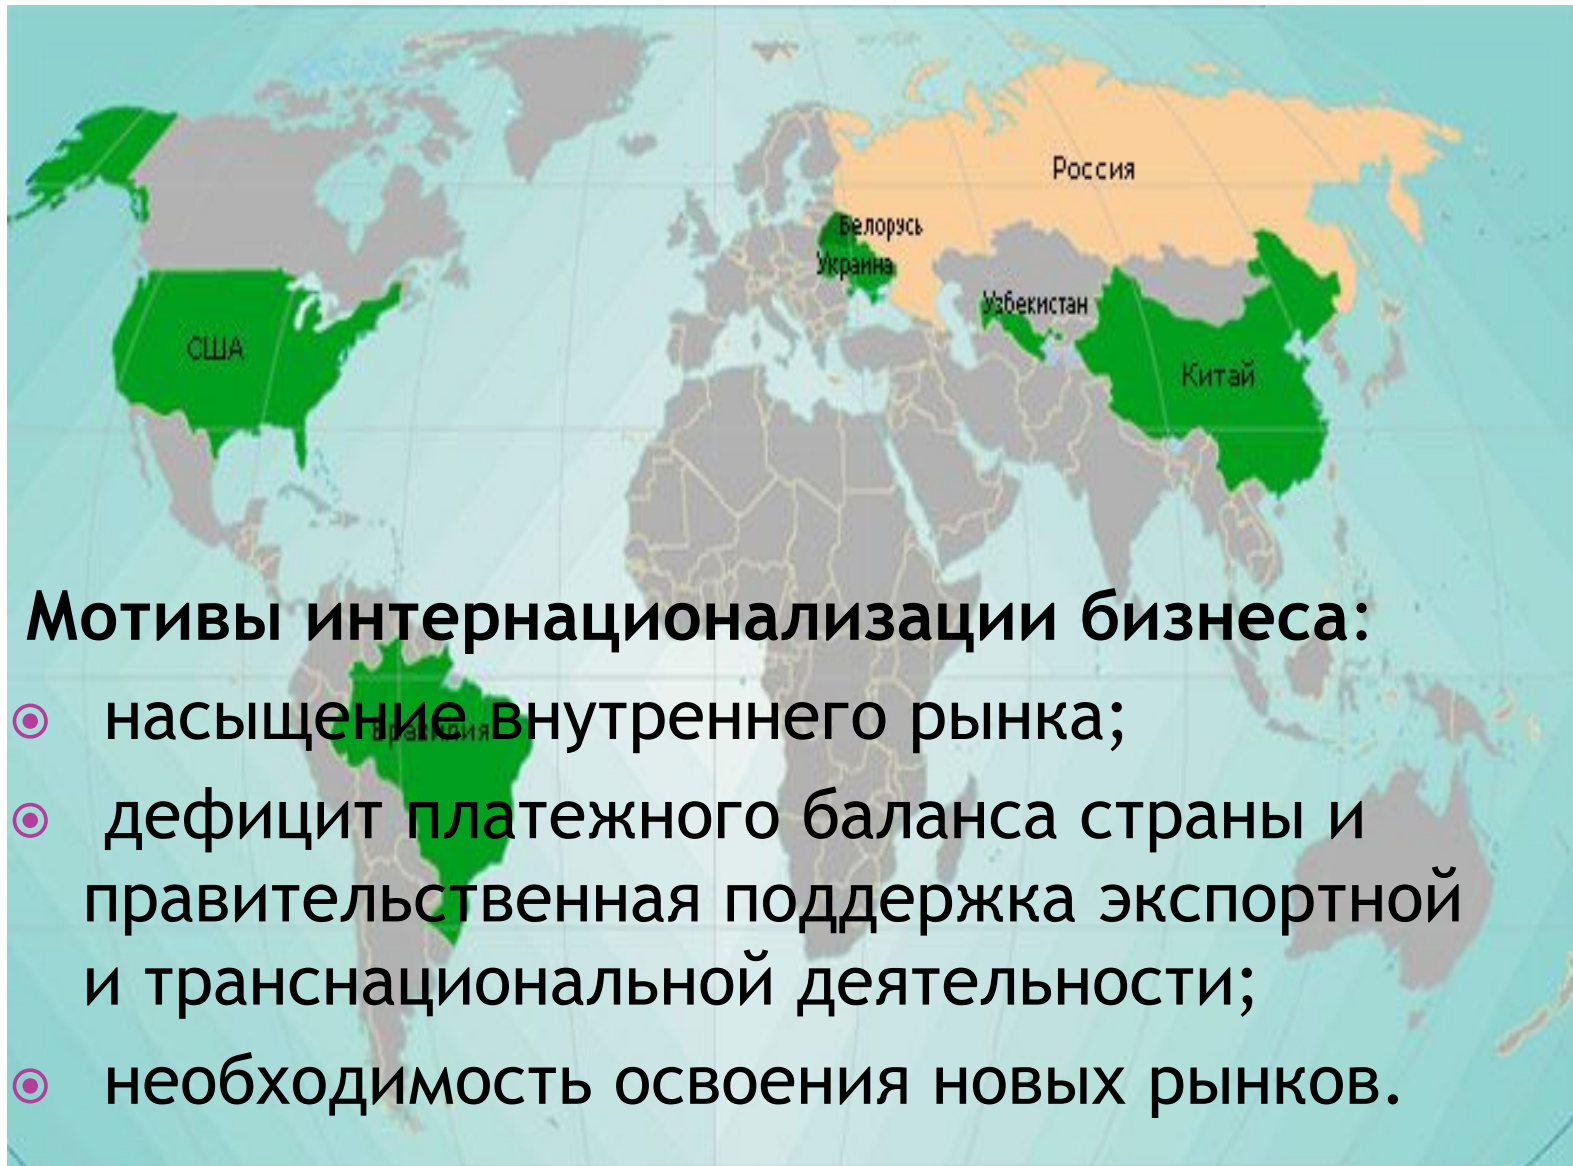 Россия
Белорусь
Украина
Узбекистан
США
Китай
Мотивы интернационализации бизнеса:
насыщение внутреннего рынка;
Бразилия
дефицит платежного баланса страны и
правительственная поддержка экспортной
и транснациональной деятельности;
необходимость освоения новых рынков.